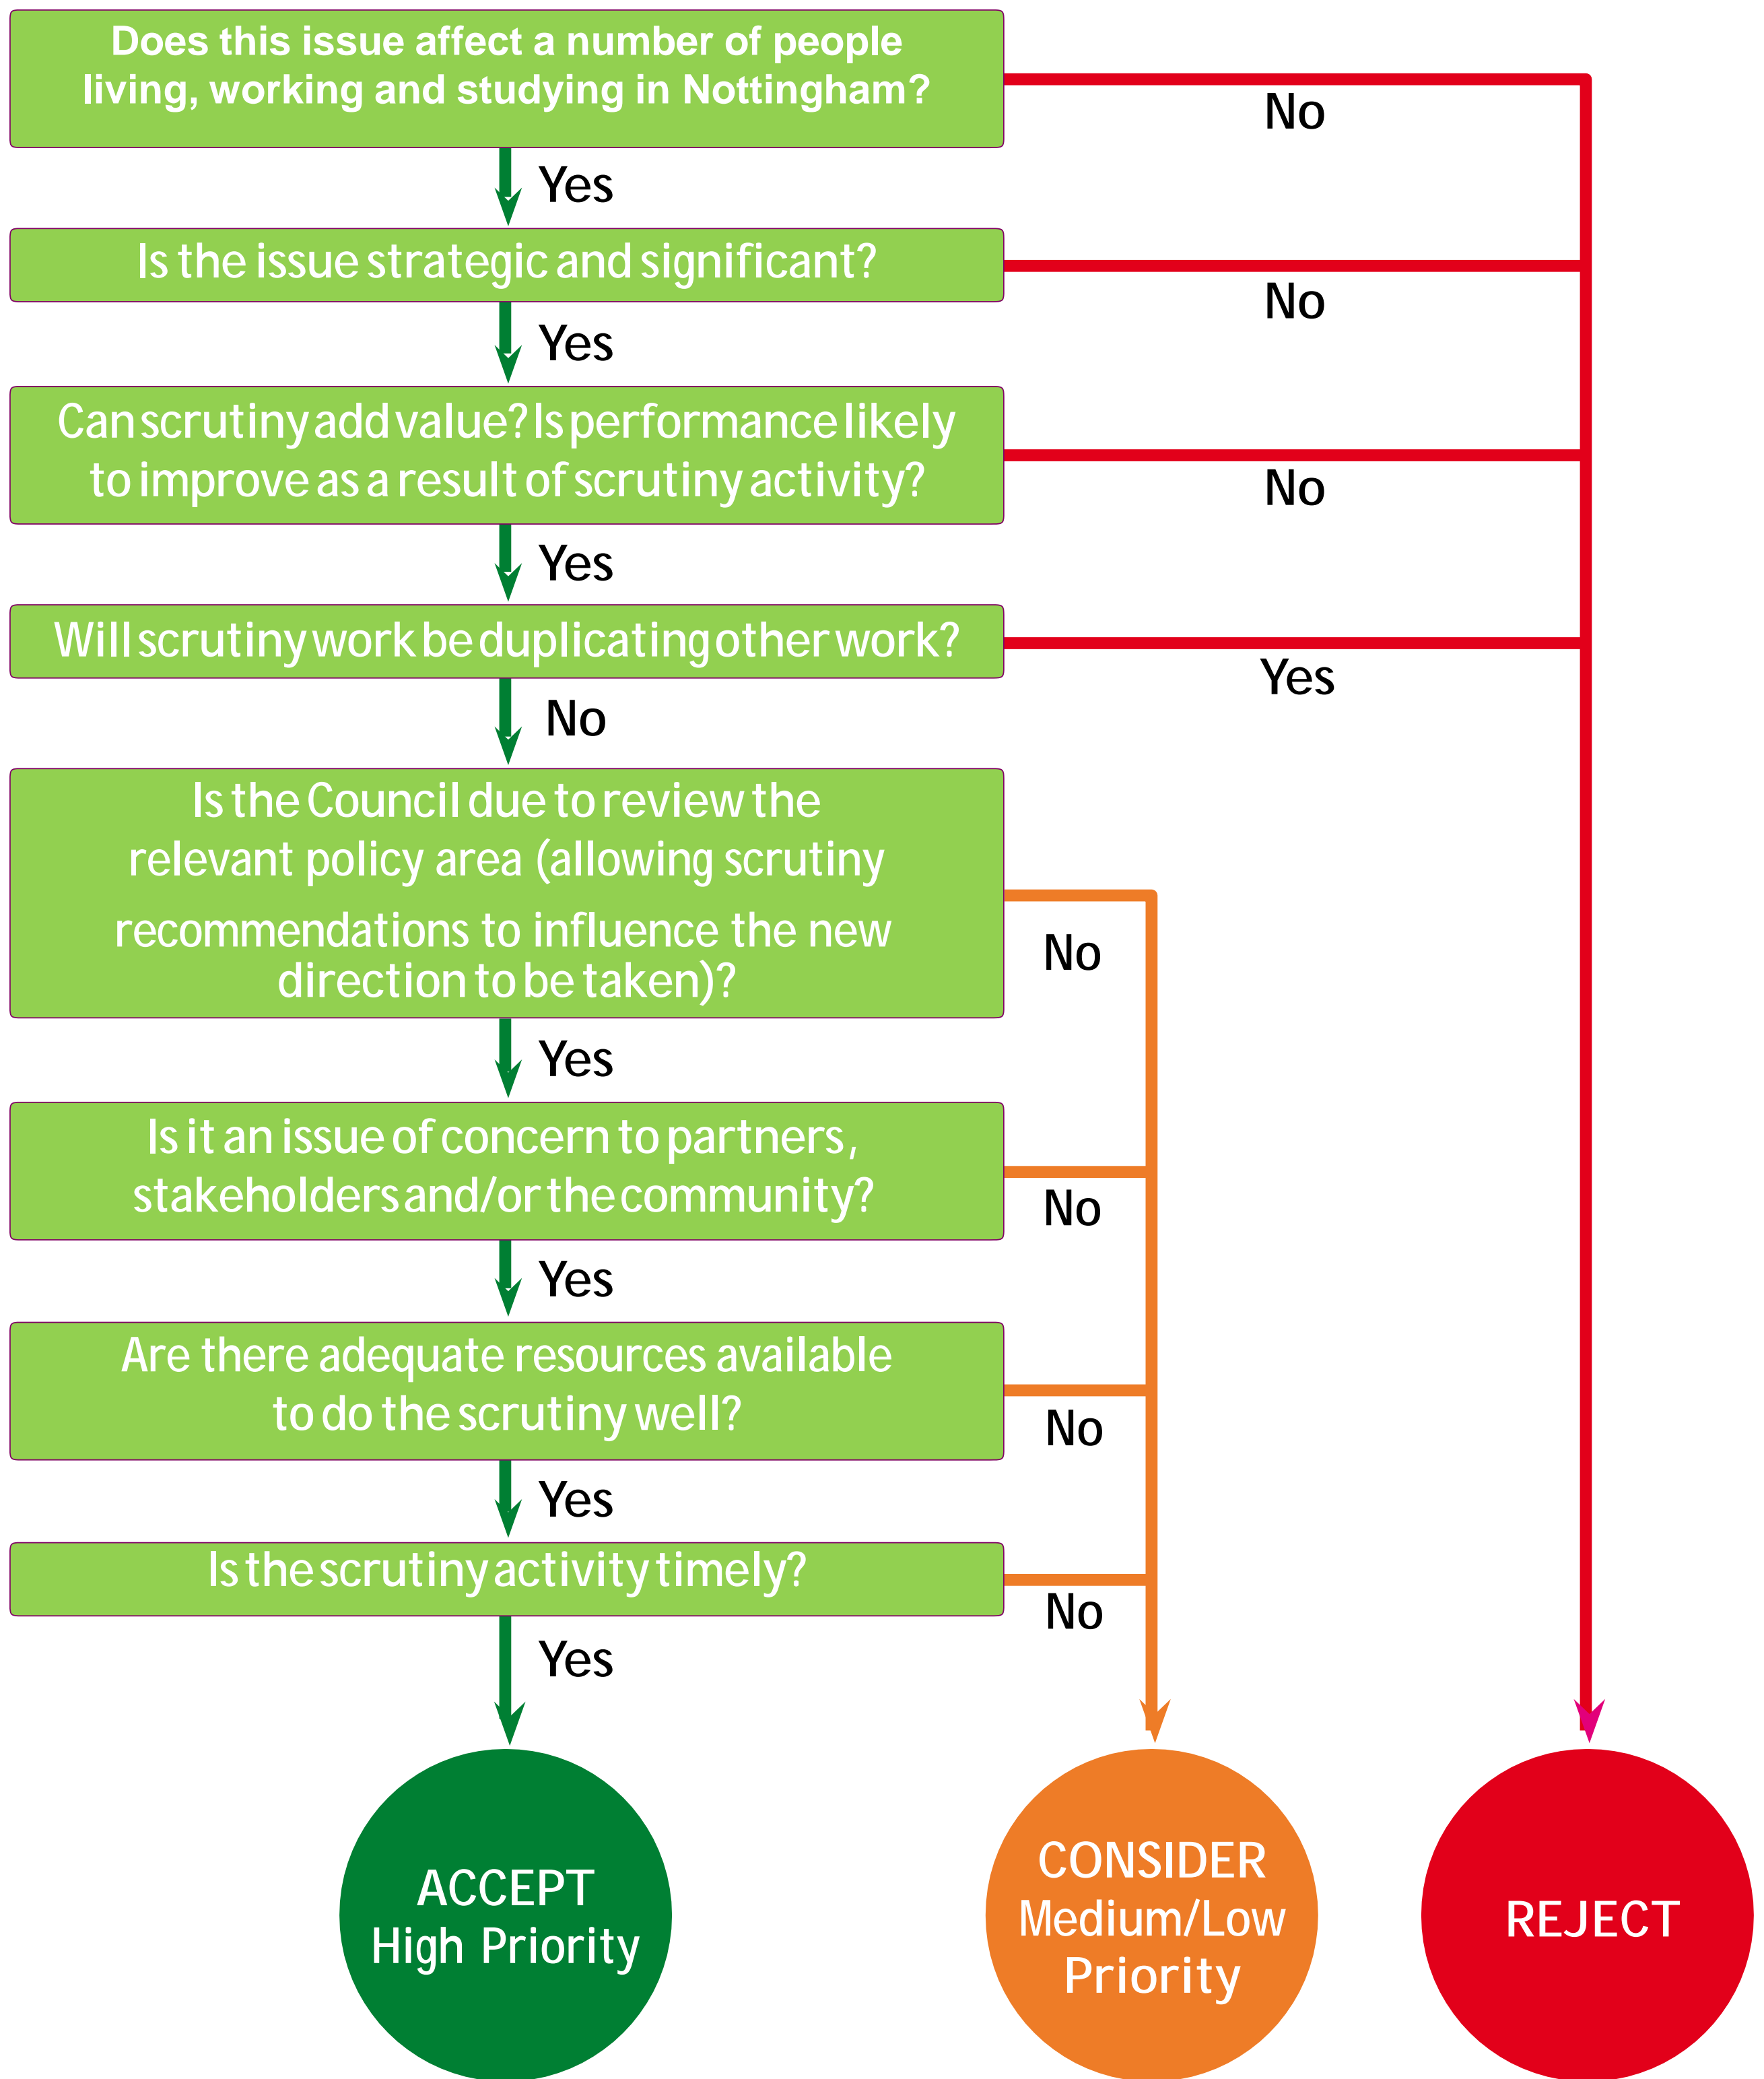 Does this issue affect a number of people
living, working and studying in Nottingham?
No
Yes
Is the issue strategic and significant?
No
Yes
Can scrutiny add value? Is performance likely
to improve as a result of scrutiny activity?
No
Yes
Will scrutiny work be duplicating other work?
Yes
No
Is the Council due to review the
relevant policy area (allowing scrutiny
recommendations to influence the new
direction to be taken)?
No
Yes
Is it an issue of concern to partners,
stakeholders and/or the community?
No
Yes
Are there adequate resources available
to do the scrutiny well?
No
Yes
Is the scrutiny activity timely?
No
Yes
ACCEPT
High Priority
CONSIDER
Medium/Low
Priority
REJECT